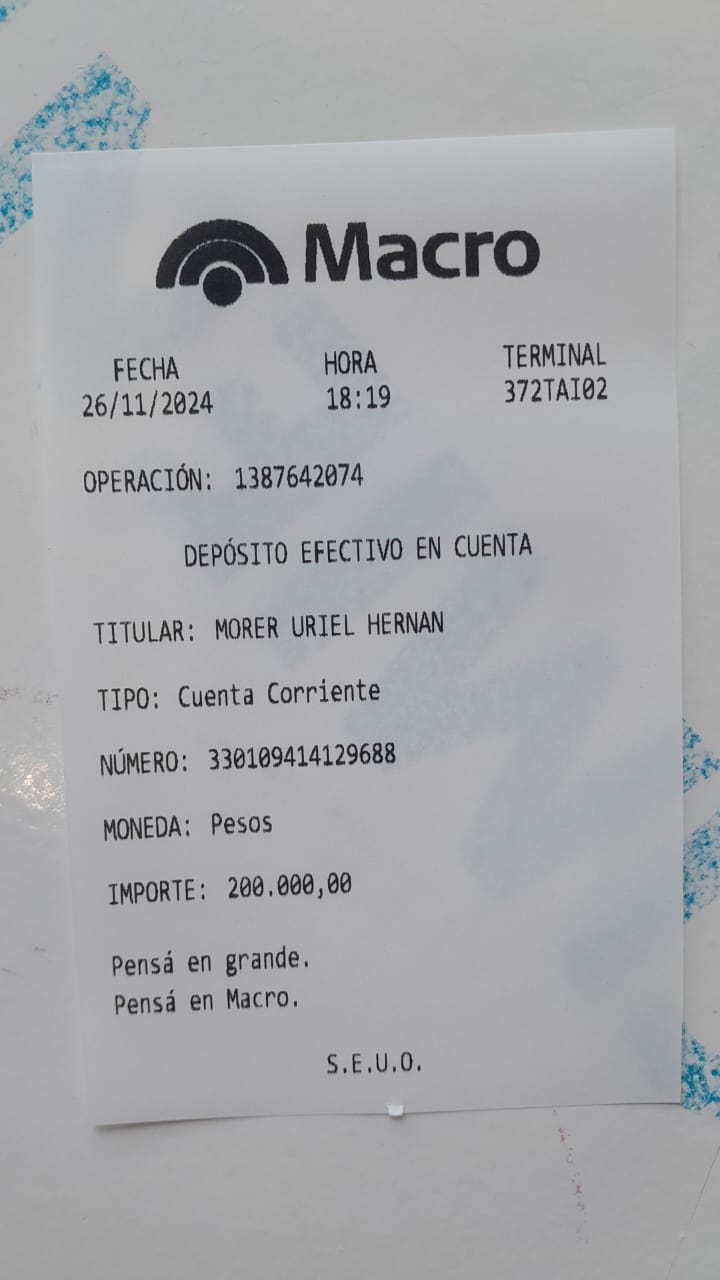 Macro
FECHA HORA TERMINAL
26/11/2024 18:19 372TAI02
OPERACIÓN: 1387642074
DEPÓSITO EFECTIVO EN CUENTA
TITULAR: MORER URIEL HERNAN
TIPO: Cuenta Corriente
NÚMERO: 330109414129688
MONEDA: Pesos
IMPORTE: 200.000,00
Pensá en grande.
Pensá en Macro.
S.E.U.O.